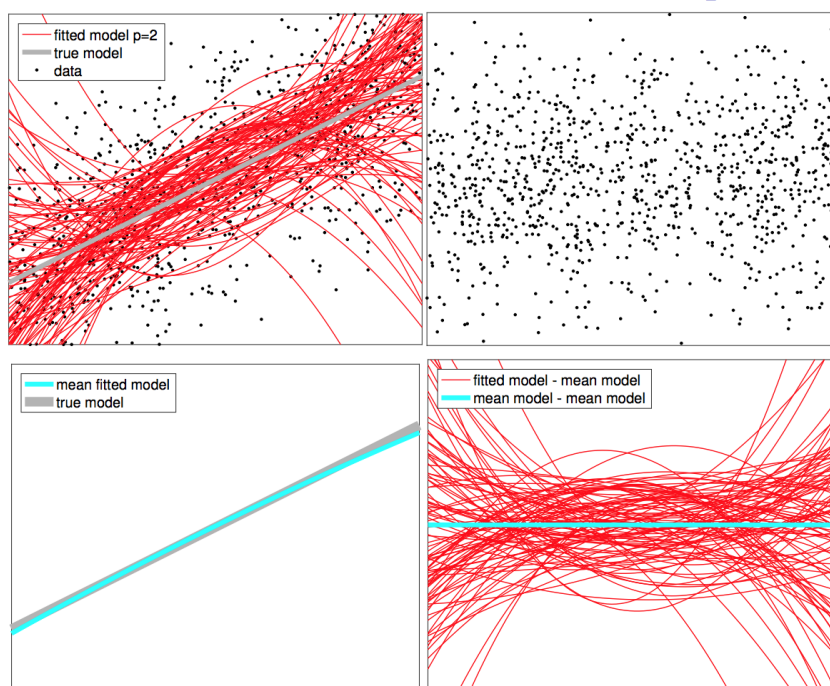 fitted model p=2
true model
data
mean fitted model
true model
fitted model - mean model
mean model - mean model